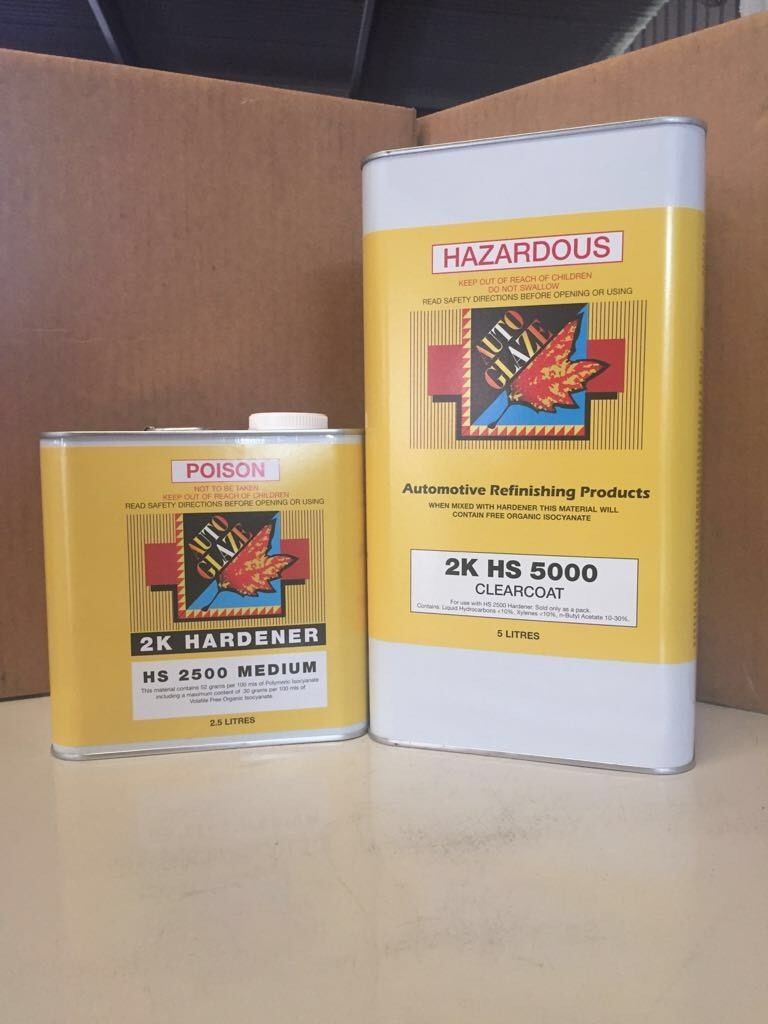 POISON
NOT TO BE TAKEN
KEEP OUT OF REACH OF CHILDREN
READ SAFETY DIRECTIONS BEFORE OPENING OR USING
AUTO
GLAZE
2K HARDENER
HS 2500 MEDIUM
This material contains 52 grams per 100 mls of Polymeric Isocyanate
including a maximum content of .30 grams per 100 mls of
Volatile Free Organic Isocyanate.
2.5 LITRES
HAZARDOUS
KEEP OUT OF REACH OF CHILDREN
DO NOT SWALLOW
READ SAFETY DIRECTIONS BEFORE OPENING OR USING
AUTO
GLAZE
Automotive Refinishing Products
WHEN MIXED WITH HARDENER THIS MATERIAL WILL
CONTAIN FREE ORGANIC ISOCYANATE
2K HS 5000
CLEARCOAT
For use with HS 2500 Hardener. Sold only as a pack.
Contains: Liquid Hydrocarbons <10%, Xylenes <10%, n-Butyl Acetate 10-30%.
5 LITRES